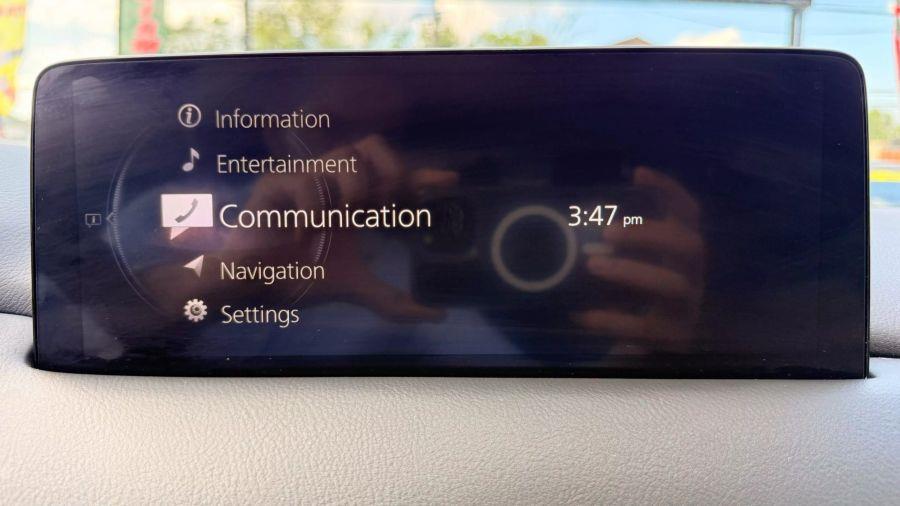 Information
Entertainment
Communication
3:47 pm
Navigation
Settings